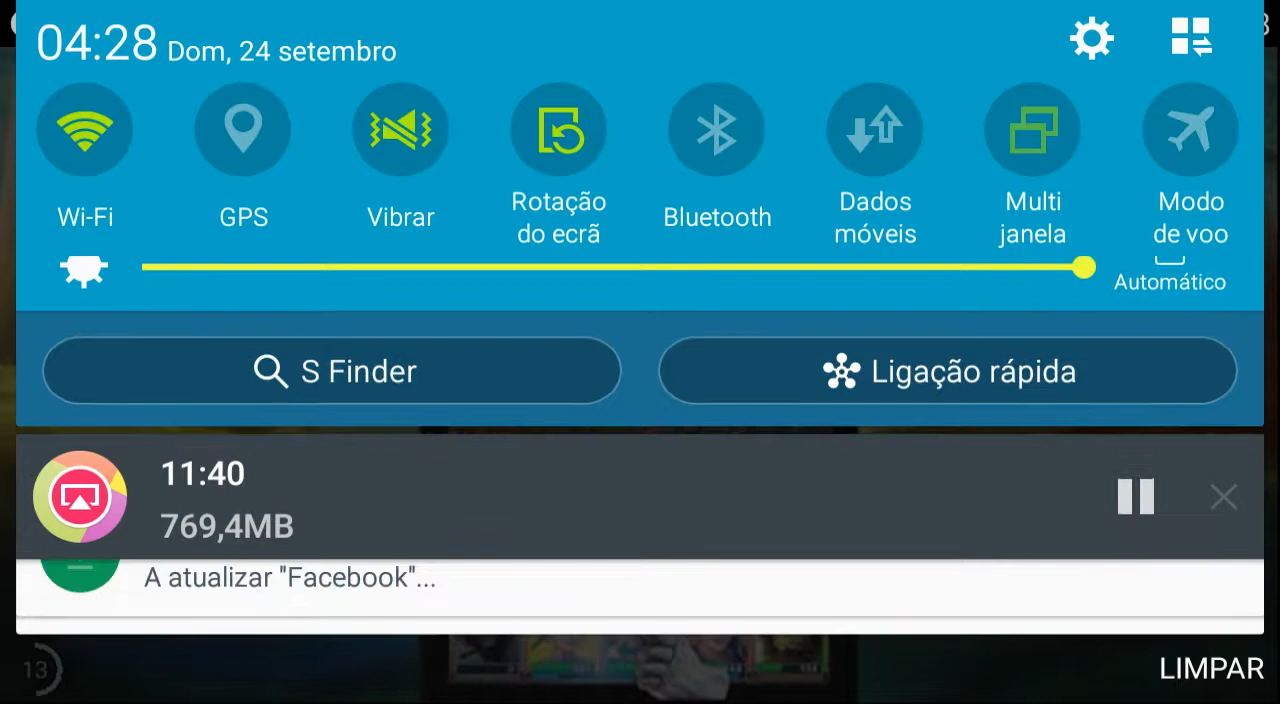 04:28 Dom, 24 setembro
Wi-Fi
GPS
Vibrar
Rotação
do ecrã
Bluetooth
Dados
móveis
Multi
janela
Modo
de voo
Automático
S Finder
Ligação rápida
11:40
769,4MB
A atualizar "Facebook"...
13
LIMPAR